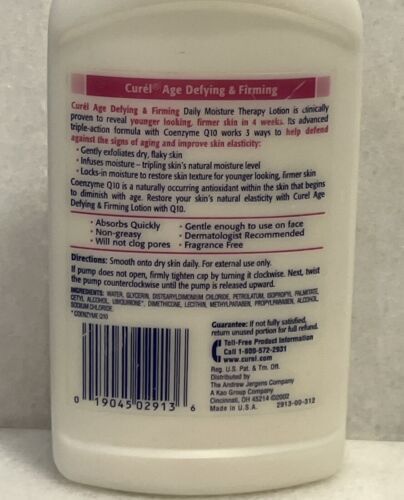 Curél® Age Defying & Firming
Curél Age Defying & Firming Daily Moisture Therapy Lotion is clinically
proven to reveal younger looking, firmer skin in 4 weeks. Its advanced
triple-action formula with Coenzyme Q10 works 3 ways to help defend
against the signs of aging and improve skin elasticity:
• Gently exfoliates dry, flaky skin
• Infuses moisture – tripling skin's natural moisture level
• Locks-in moisture to restore skin texture for younger looking, firmer skin
Coenzyme Q10 is a naturally occurring antioxidant within the skin that begins
to diminish with age. Restore your skin's natural elasticity with Curel Age
Defying & Firming Lotion with Q10.
• Absorbs Quickly
• Non-greasy
• Will not clog pores
• Gentle enough to use on face
• Dermatologist Recommended
• Fragrance Free
Directions: Smooth onto dry skin daily. For external use only.
If pump does not open, firmly tighten cap by turning it clockwise. Next, twist
the pump counterclockwise until the pump is released upward.
INGREDIENTS: WATER, GLYCERIN, DISTEARYLDIMONIUM CHLORIDE, PETROLATUM, ISOPROPYL PALMITATE,
CETYL ALCOHOL, UBIQUINONE*, DIMETHICONE, LECITHIN, METHYLPARABEN, PROPYLPARABEN, ALCOHOL,
SODIUM CHLORIDE.
* COENZYME Q10
Guarantee: If not fully satisfied,
return unused portion for full refund.
Toll-Free Product Information
Call 1-800-572-2931
www.curel.com
Reg. U.S. Pat. & Tm. Off.
Distributed by
The Andrew Jergens Company
A Kao Group Company
Cincinnati, OH 45214 ©2002
Made in U.S.A. 2913-00-312
0 19045 02913 6